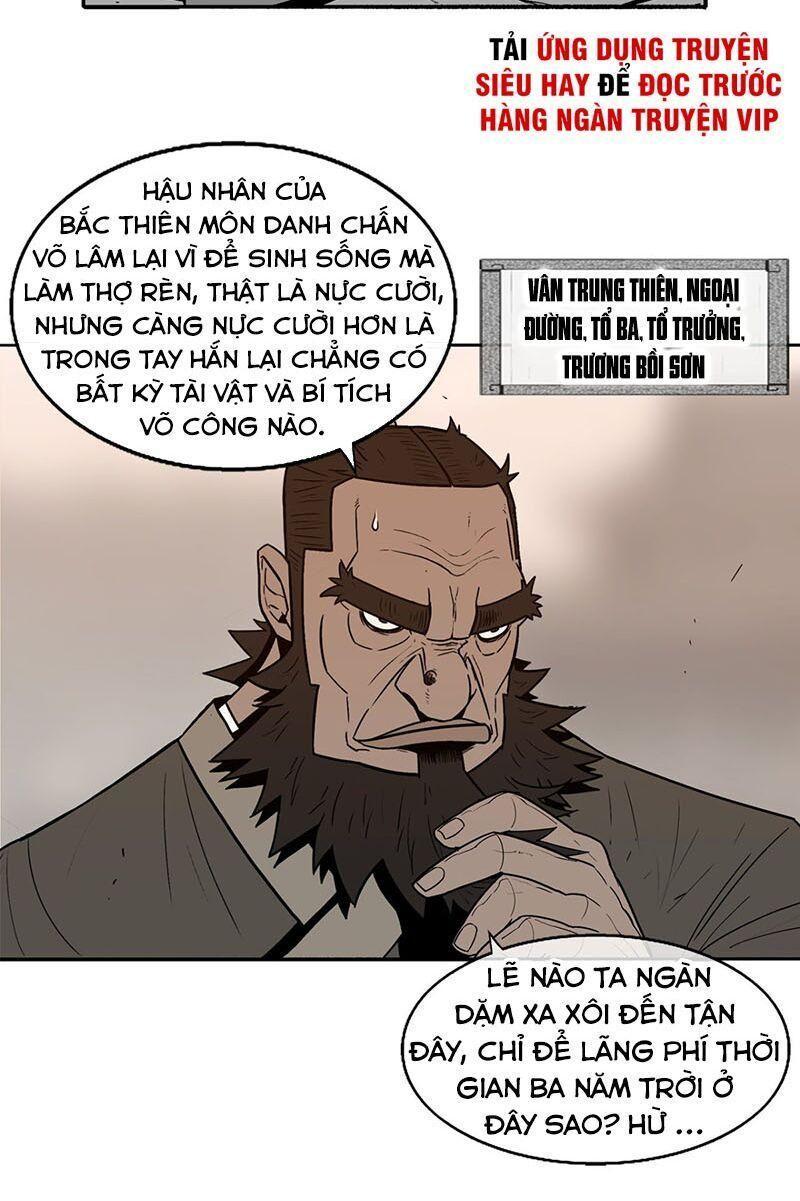 TẢI ỨNG DỤNG TRUYỆN
SIÊU HAY ĐỂ ĐỌC TRƯỚC
HÀNG NGÀN TRUYỆN VIP
HẬU NHÂN CỦA
BẮC THIÊN MÔN DANH CHẤN
VÕ LÂM LẠI VÌ ĐỂ SINH SỐNG MÀ
LÀM THỢ RÈN, THẬT LÀ NỰC CƯỜI,
NHƯNG CÀNG NỰC CƯỜI HƠN LÀ
TRONG TAY HẮN LẠI CHẲNG CÓ
BẤT KỲ TÀI VẬT VÀ BÍ TÍCH
VÕ CÔNG NÀO.
VÂN TRUNG THIÊN, NGOẠI
ĐƯỜNG, TỔ BA, TỔ TRƯỞNG,
TRƯƠNG BỒI SƠN
LẼ NÀO TA NGÀN
DẶM XA XÔI ĐẾN TẬN
ĐÂY, CHỈ ĐỂ LÃNG PHÍ THỜI
GIAN BA NĂM TRỜI Ở
ĐÂY SAO? HỪ ...